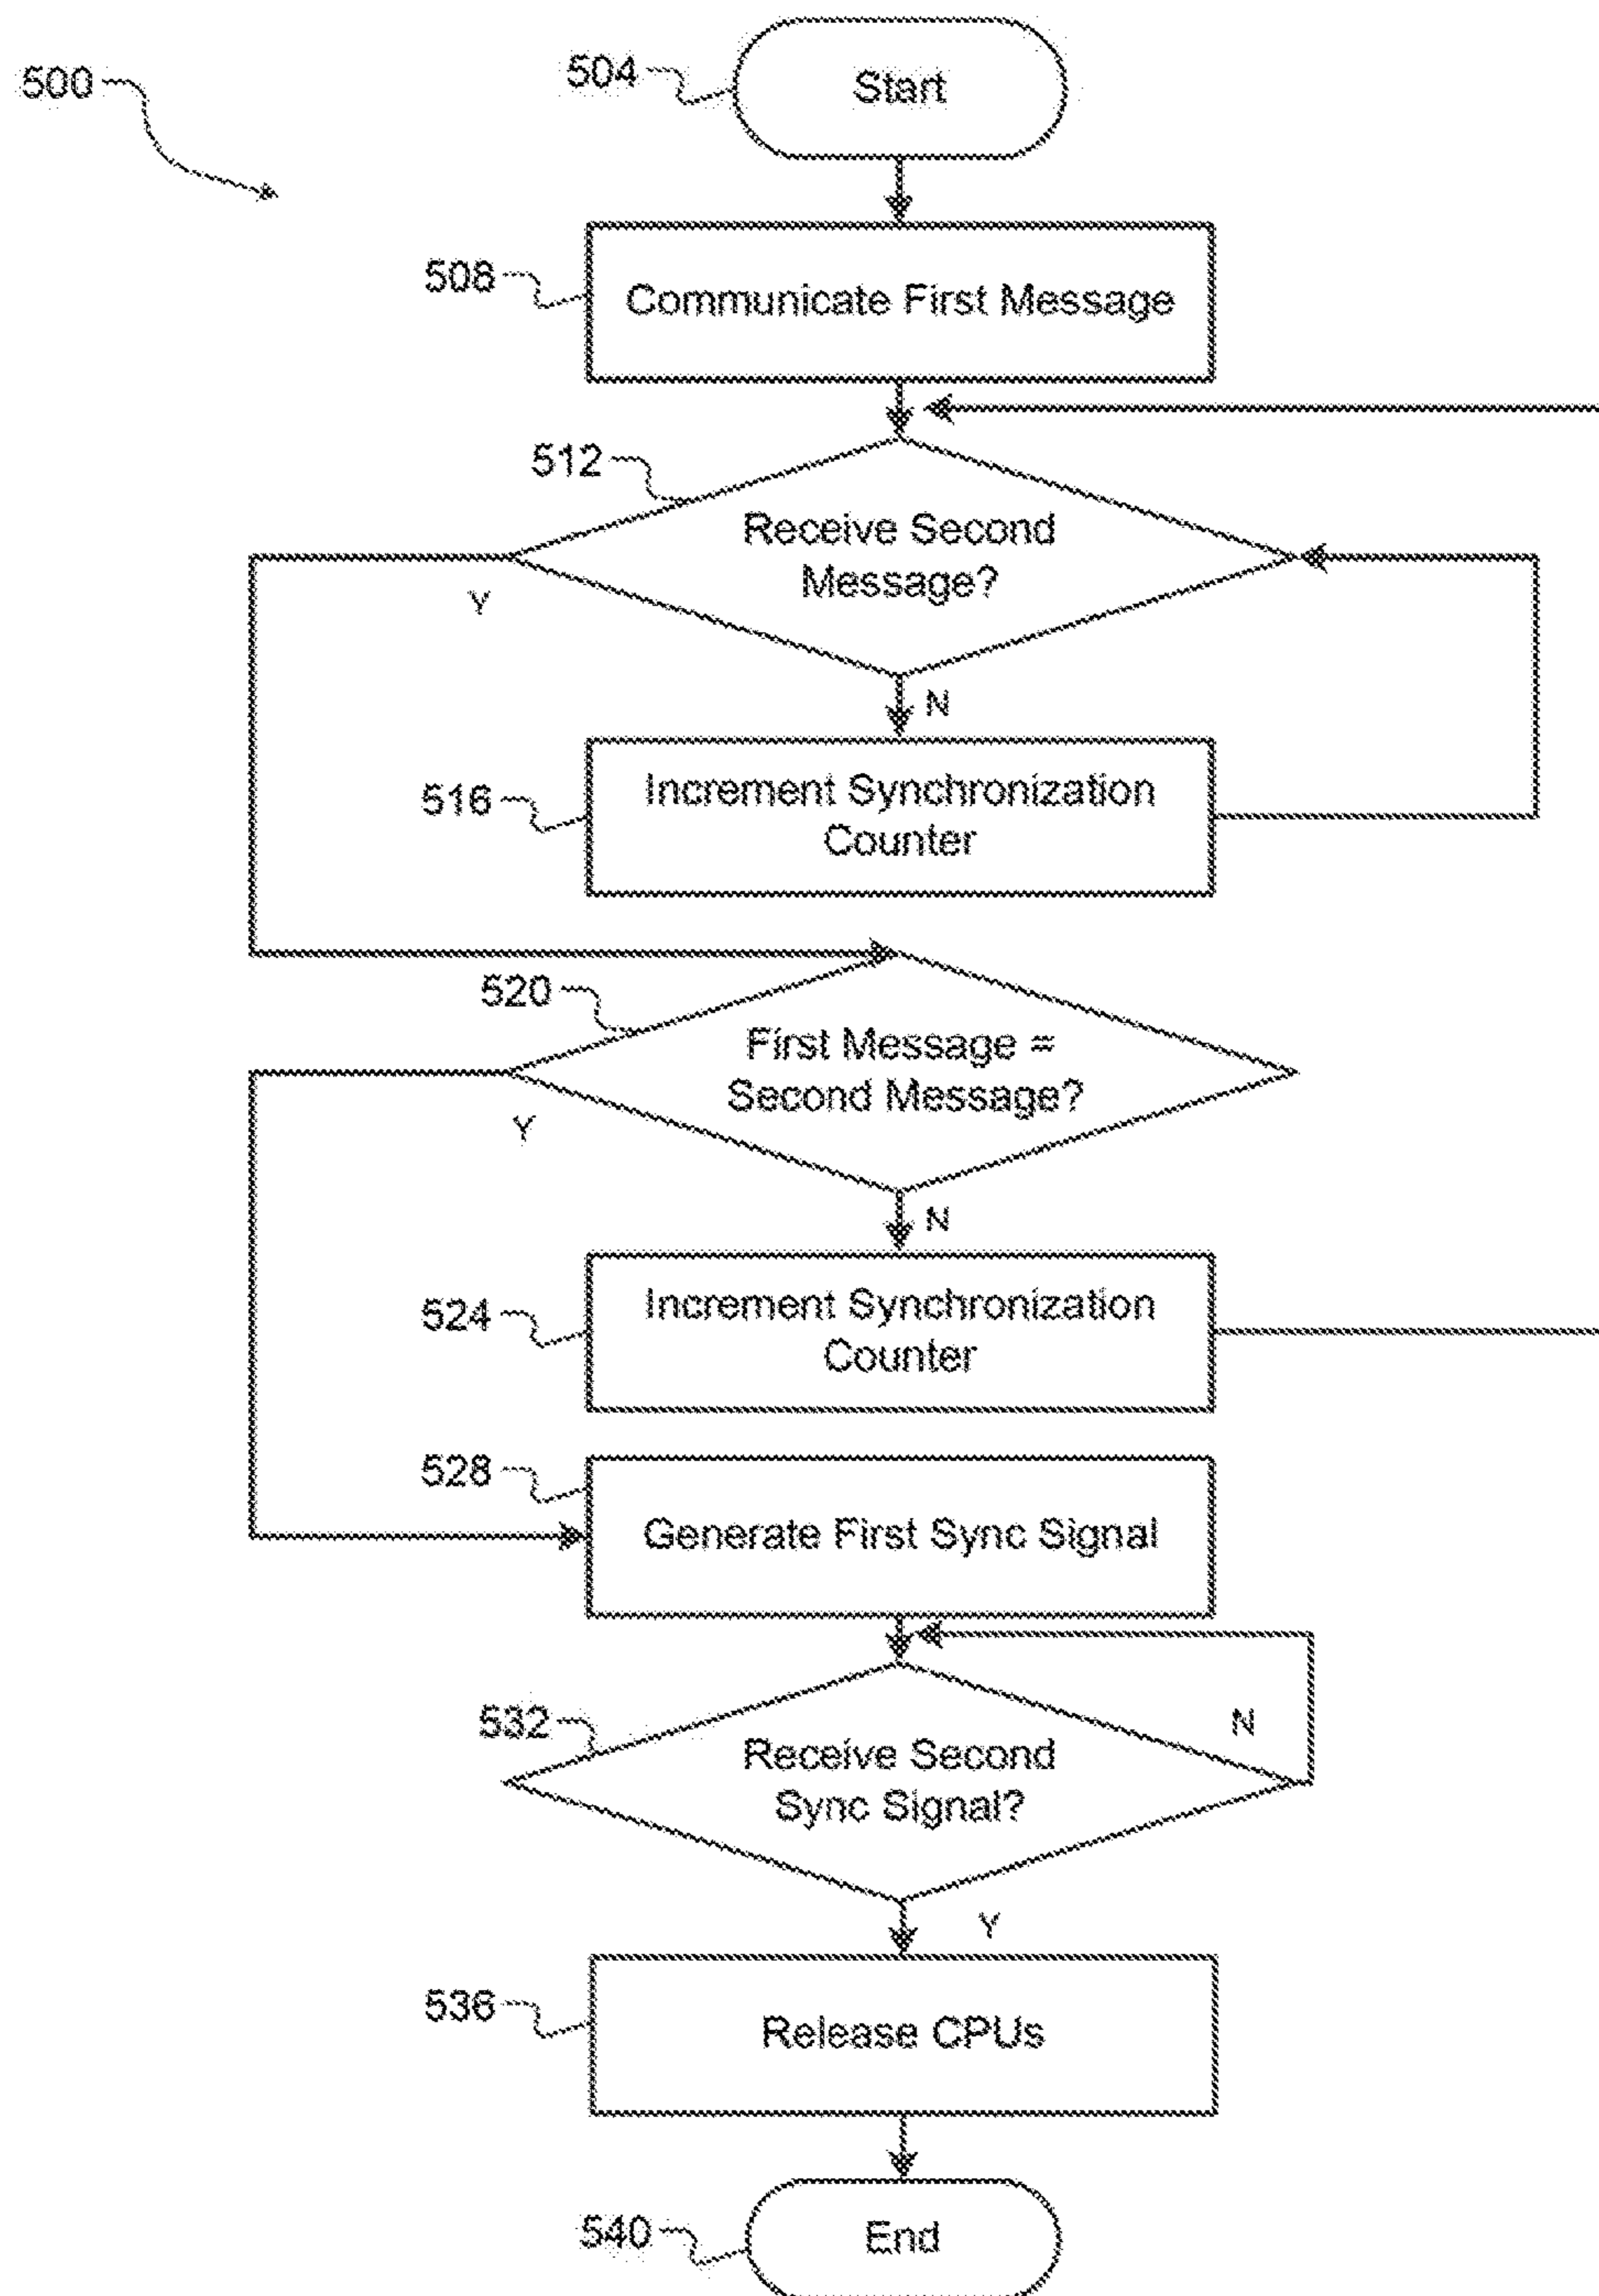 500
504
Start
508
Communicate First Message
512
Receive Second
Message?
Y
N
516
Increment Synchronization
Counter
520
First Message =
Second Message?
Y
N
524
Increment Synchronization
Counter
528
Generate First Sync Signal
532
Receive Second
Sync Signal?
N
Y
536
Release CPUs
540
End